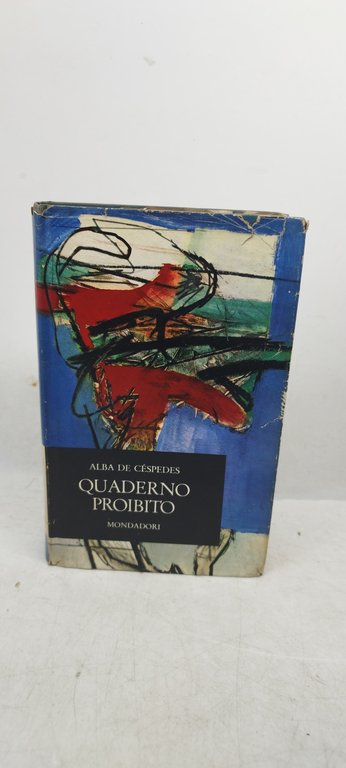 ALBA DE CÉSPEDES
QUADERNO
PROIBITO
MONDADORI